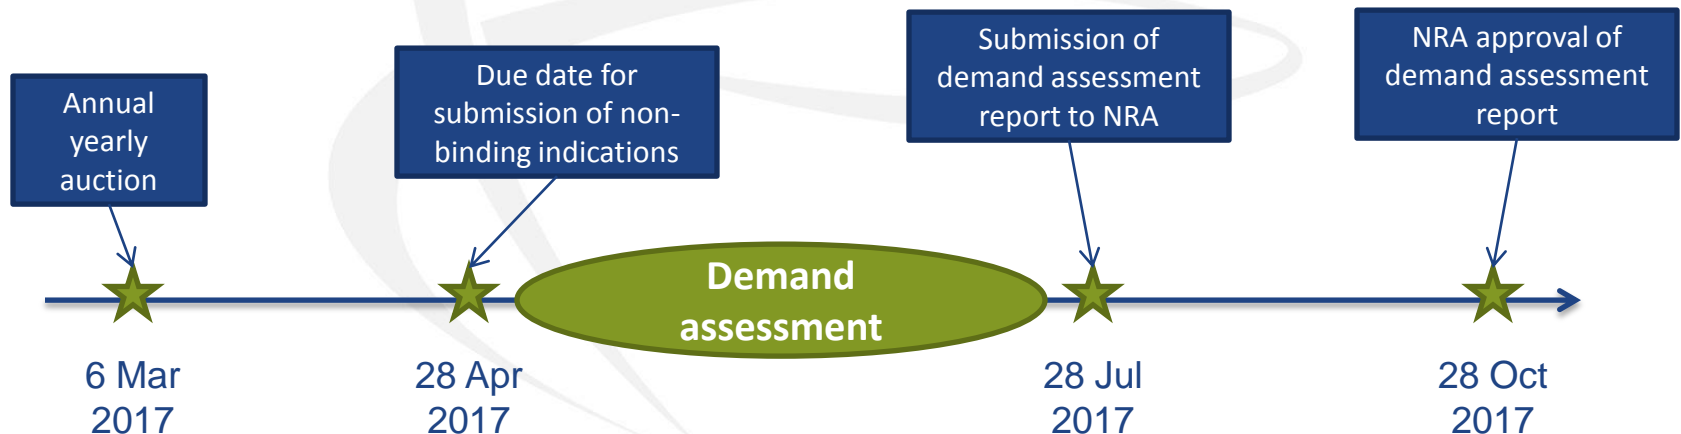 Annual
yearly
auction
Due date for
submission of non-
binding indications
Submission of
demand assessment
report to NRA
NRA approval of
demand assessment
report
Demand
assessment
6 Mar
2017
28 Apr
2017
28 Jul
2017
28 Oct
2017